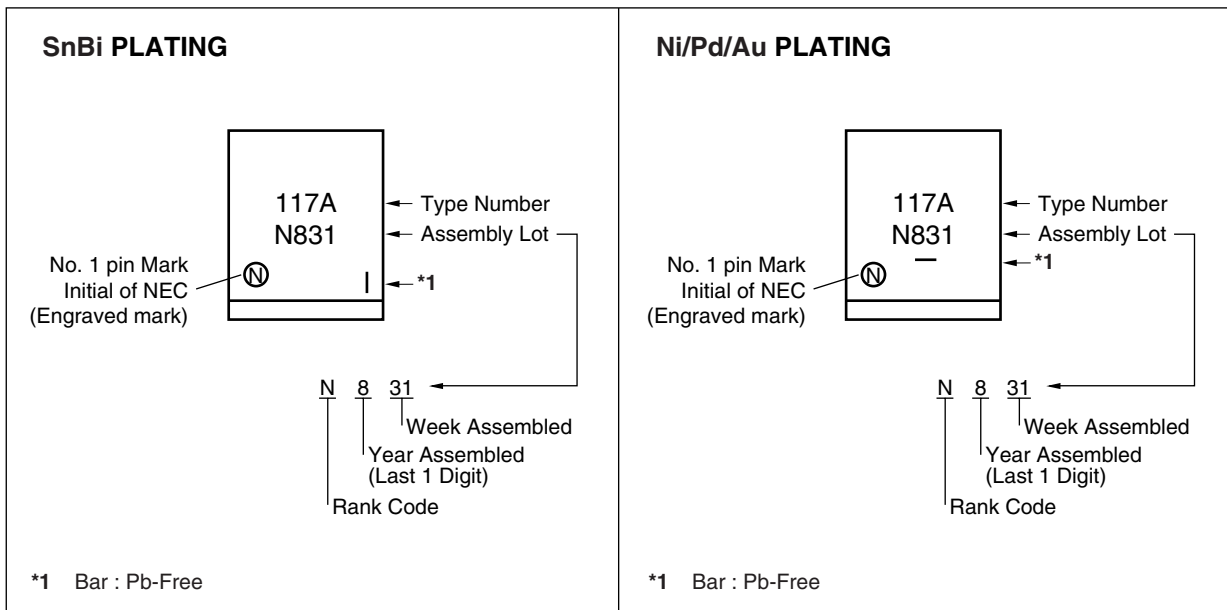 SnBi PLATING
117A
Type Number
N831
Assembly Lot
No. 1 pin Mark
Initial of NEC
(Engraved mark)
N
*1
N 8 31
Week Assembled
Year Assembled
(Last 1 Digit)
Rank Code
*1 Bar : Pb-Free
Ni/Pd/Au PLATING
117A
Type Number
N831
Assembly Lot
*1
No. 1 pin Mark
Initial of NEC
(Engraved mark)
N
N 8 31
Week Assembled
Year Assembled
(Last 1 Digit)
Rank Code
*1 Bar : Pb-Free